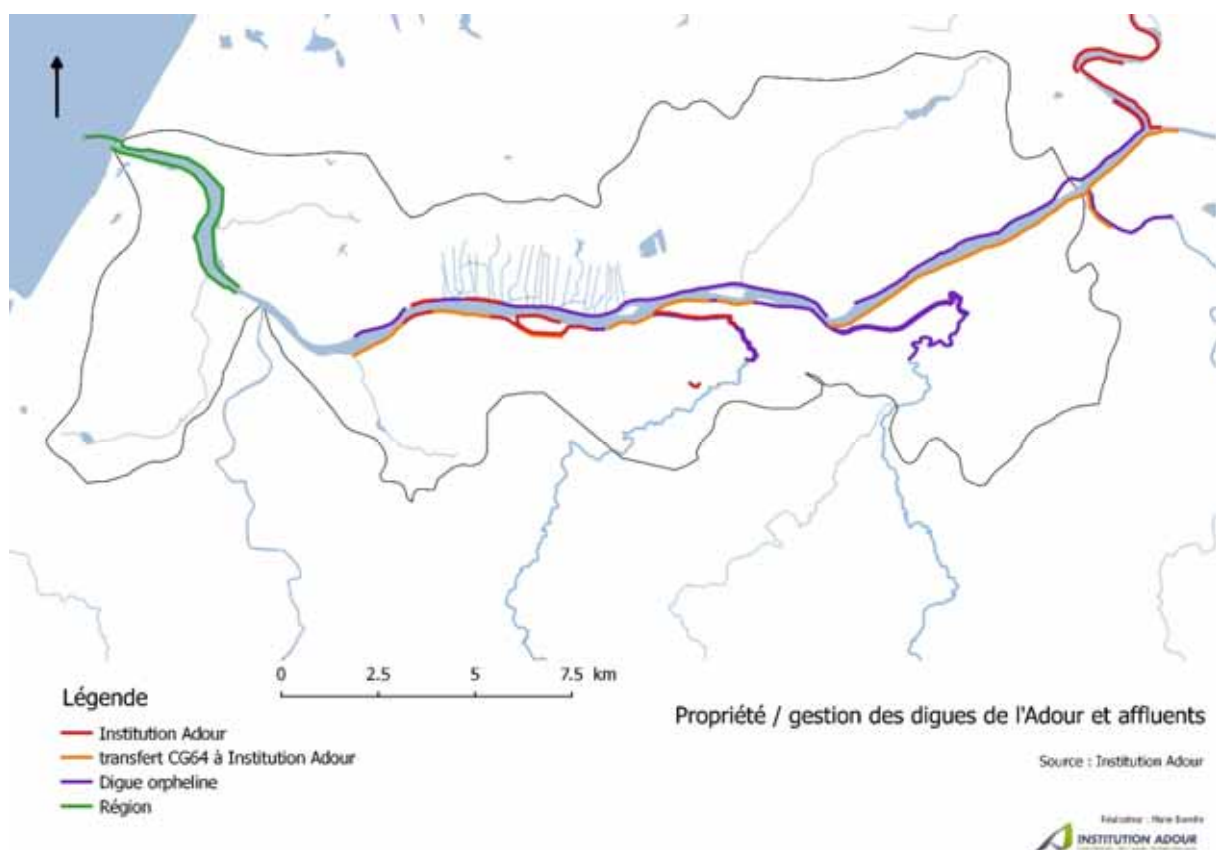 0 2.5 5 7.5 km
Légende
Institution Adour
transfert CG64 à Institution Adour
Digue orpheline
Région
Propriété / gestion des digues de l'Adour et affluents
Source : Institution Adour
INSTITUTION ADOUR